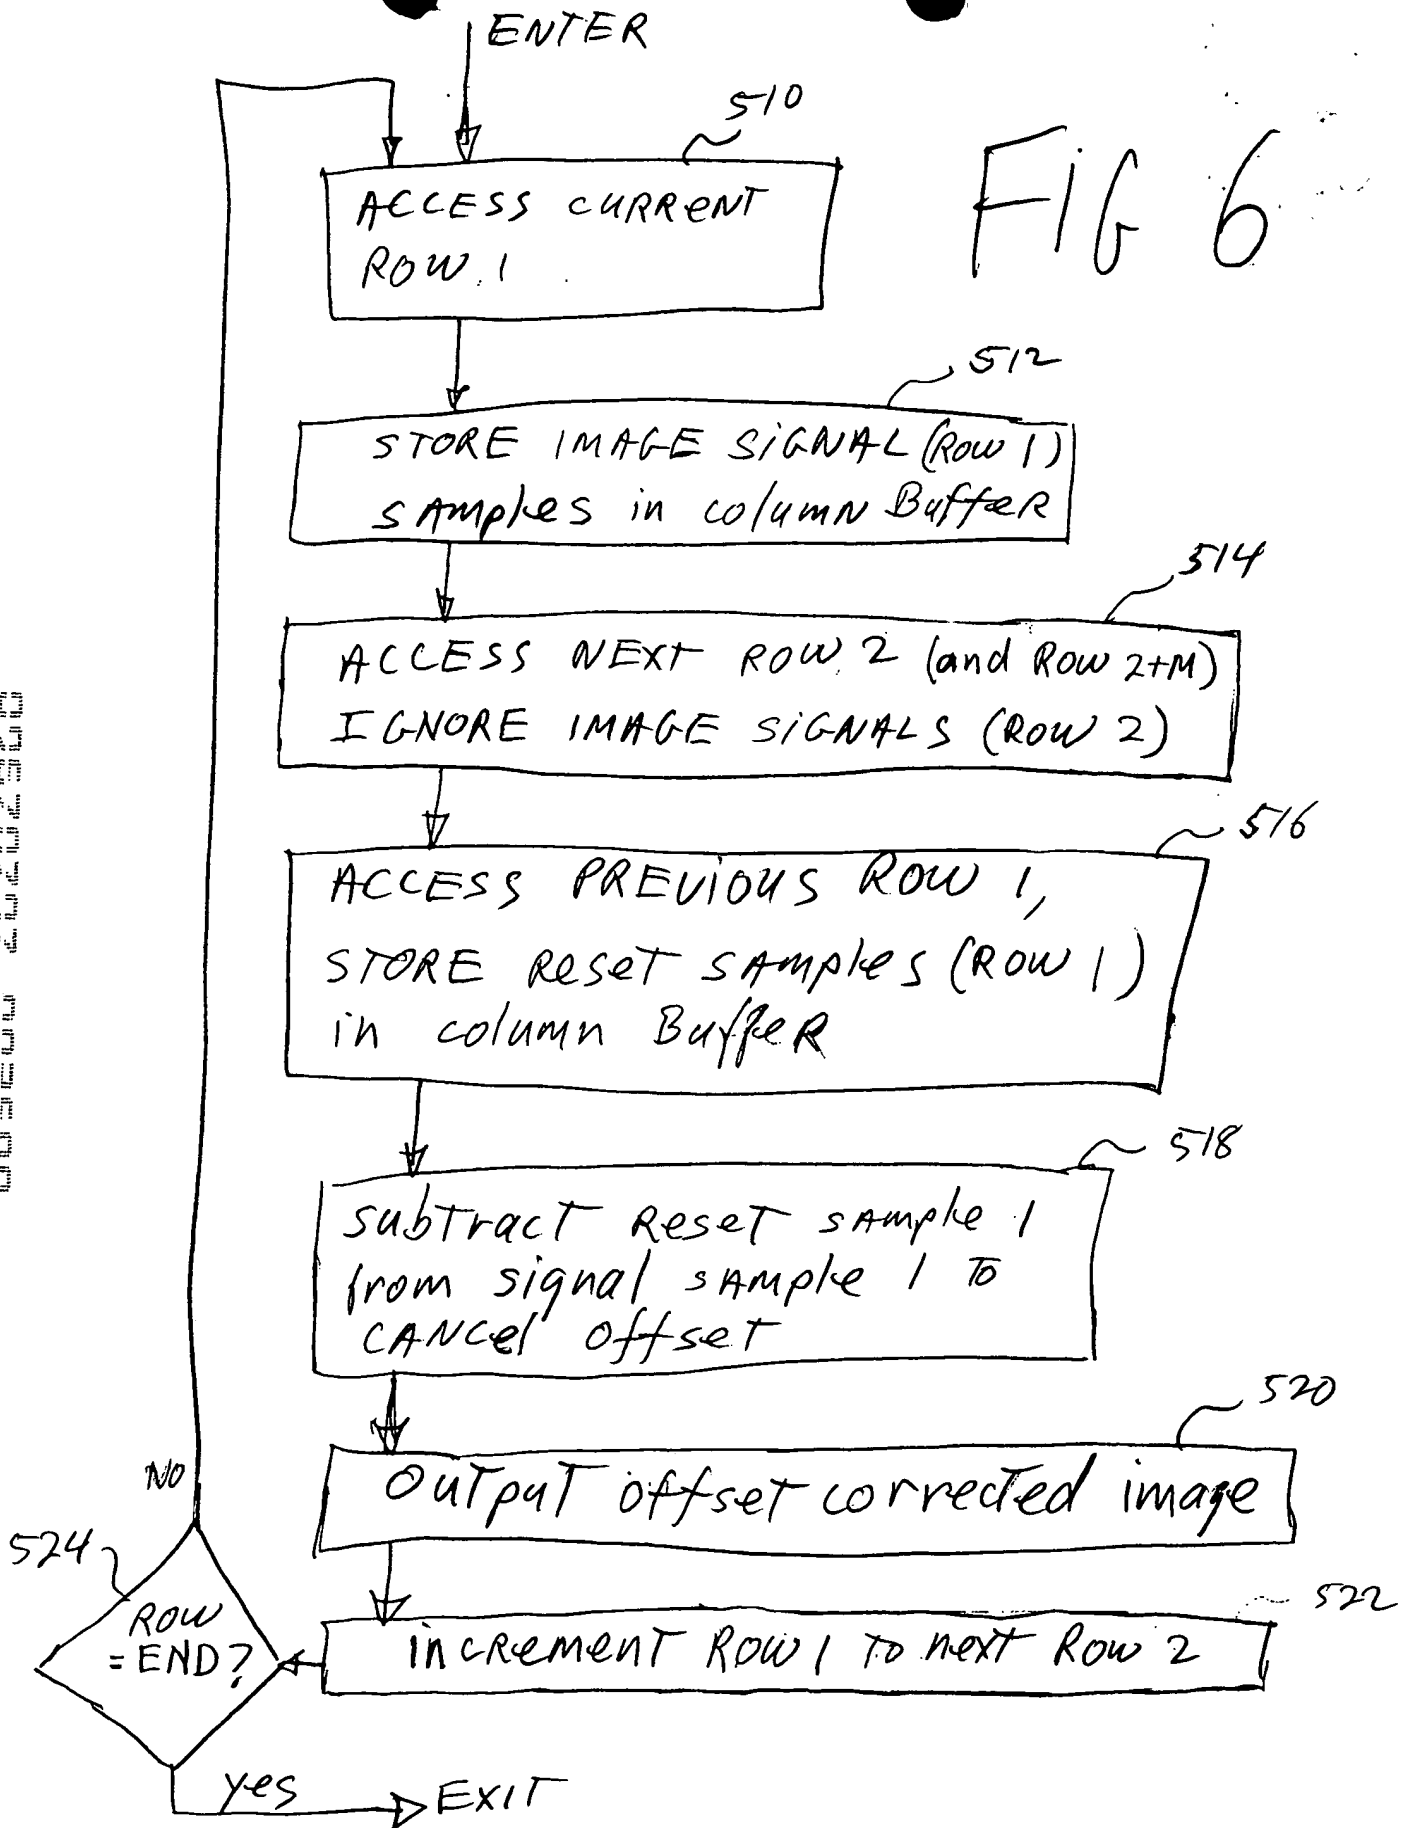 ENTER
510
FIG 6
ACCESS CURRENT
ROW 1
512
STORE IMAGE SIGNAL (ROW 1)
SAmples in column BuffeR
514
ACCESS NEXT ROW 2 (and Row 2+M)
IGNORE IMAGE SIGNALS (ROW 2)
516
ACCESS PREVIOUS ROW 1,
STORE Reset SAmples (ROW 1)
in column BuffeR
518
subTracT ReseT sAmple 1
from signal sAmple 1 To
CANCel offseT
520
OuTpuT offseT correcTed image
522
inCRemenT Row 1 To nexT Row 2
NO
524
ROW
= END?
yes
EXIT